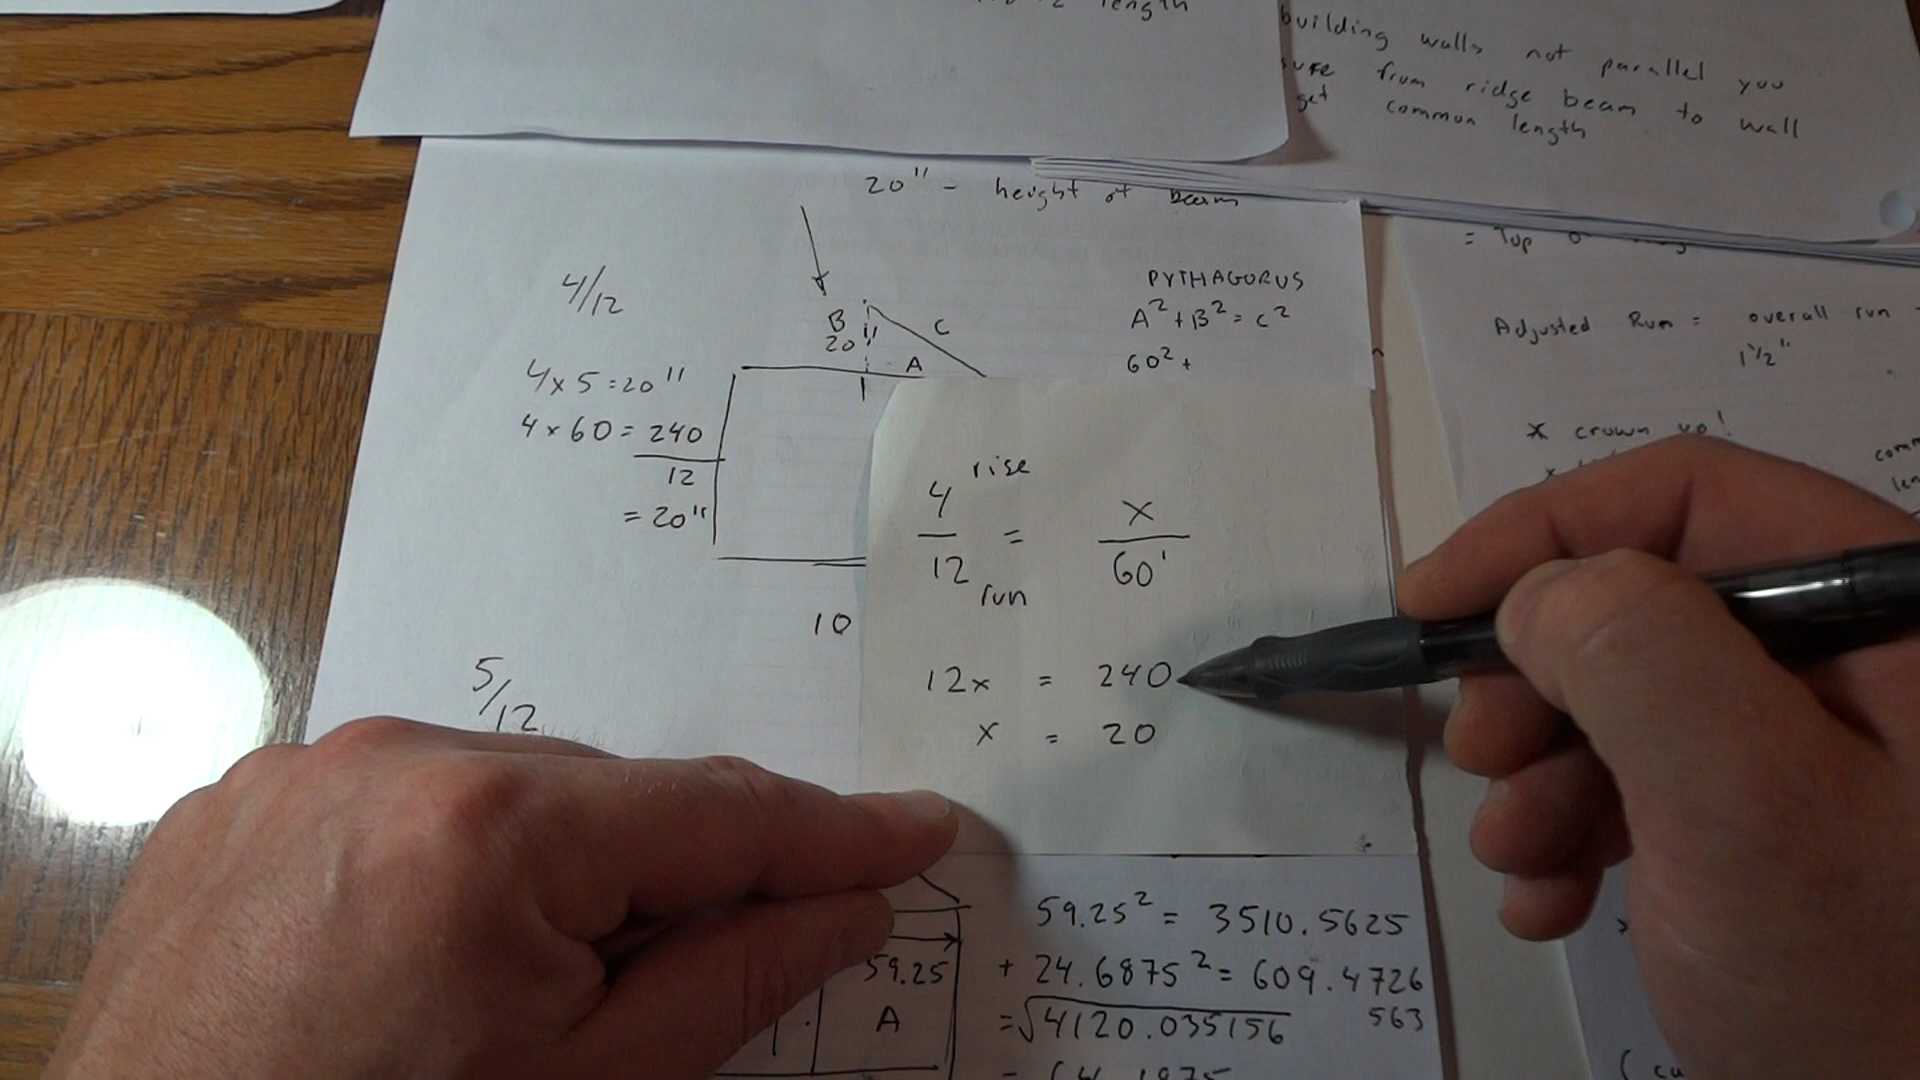 length
building walls not parallel you
from ridge beam to wall
get common length
20" - height of beam
4/12
B
20"
C
A
PYTHAGORUS
A² + B² = C²
60² +
4 x 5 = 20"
4 x 60 = 240
12
= 20"
10
5/12
4 rise
12 run
=
x
60'
12x = 240
x = 20
= Top
Adjusted Run = overall run -
1 1/2"
x crown up!
59.25² = 3510.5625
+ 24.6875² = 609.4726
563
=√4120.035156
59.25
A